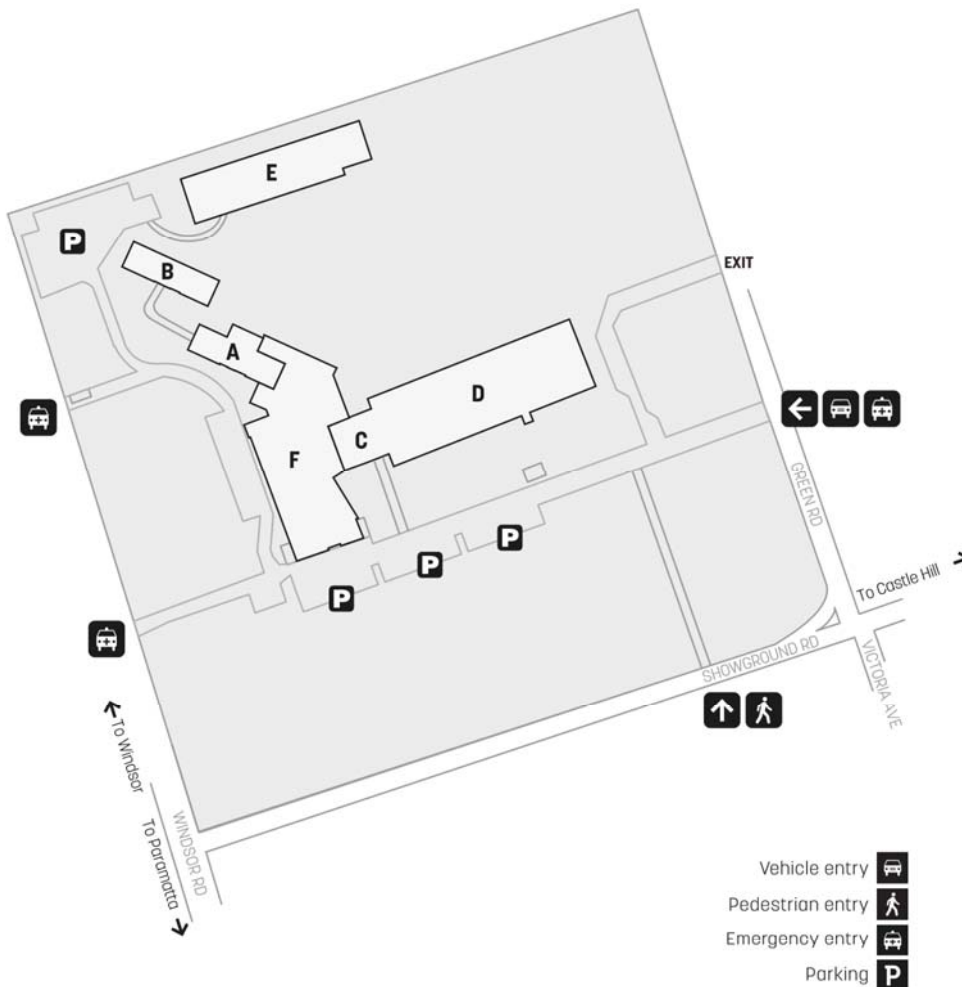 E
P
B
EXIT
A
D
C
F
GREEN RD
P
P
P
To Castle Hill
SHOWGROUND RD
VICTORIA AVE
To Windsor
To Paramatta
WINDSOR RD
Vehicle entry
Pedestrian entry
Emergency entry
Parking P